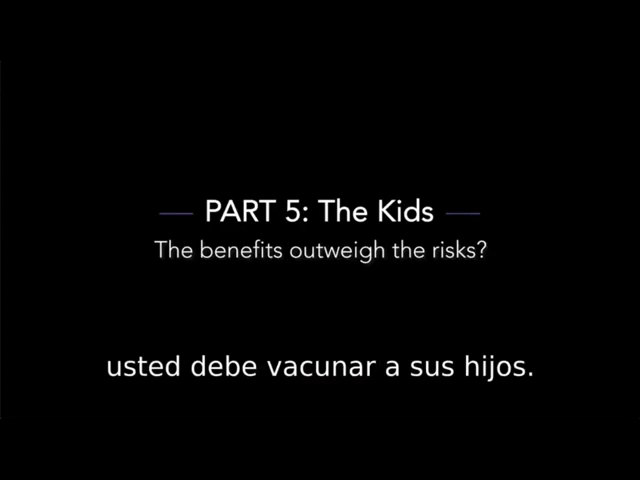 PART 5: The Kids
The benefits outweigh the risks?
usted debe vacunar a sus hijos.